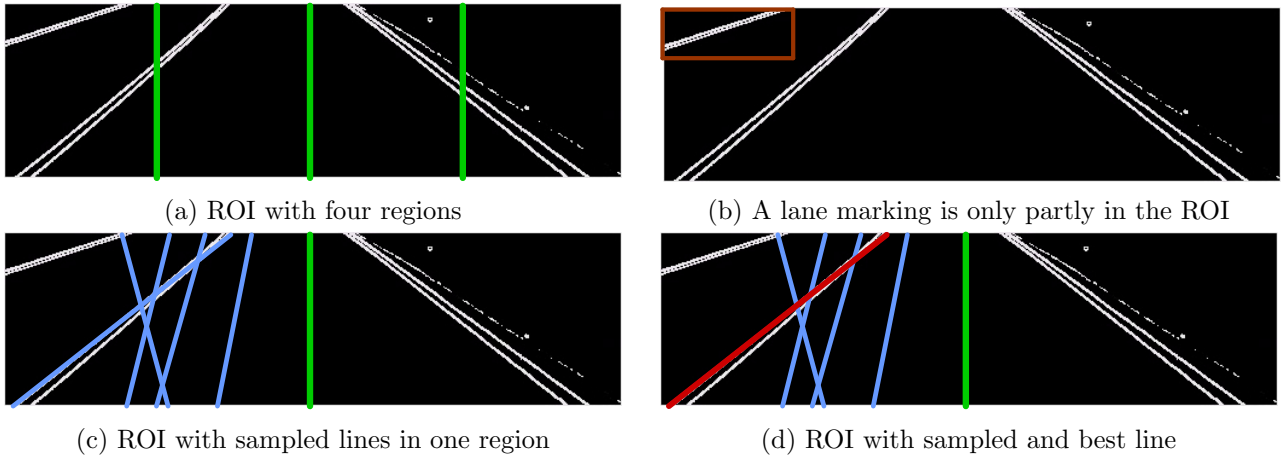 (a) ROI with four regions
(b) A lane marking is only partly in the ROI
(c) ROI with sampled lines in one region
(d) ROI with sampled and best line